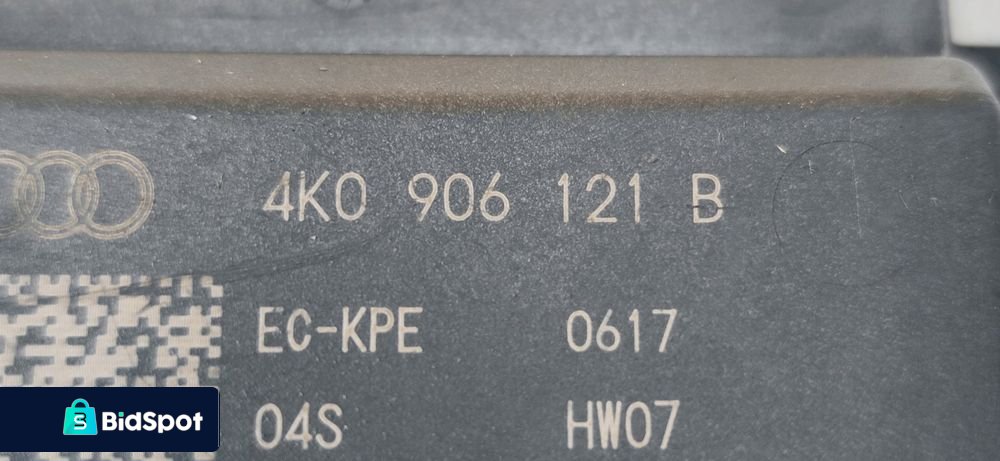 4K0 906 121 B
EC-KPE 0617
04S HW07
BidSpot